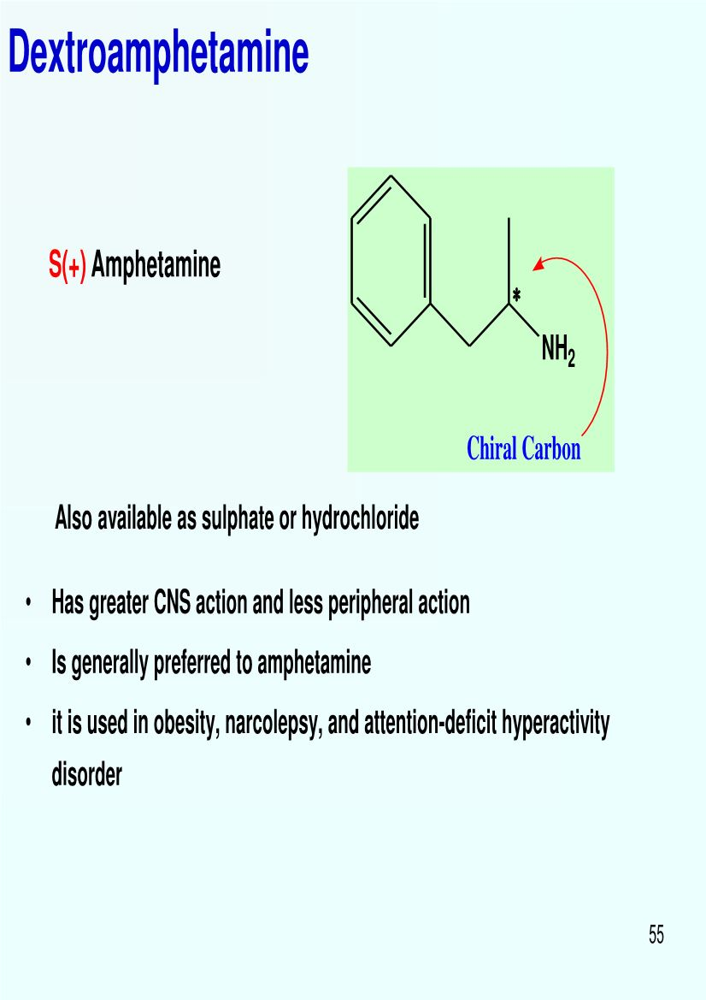 Dextroamphetamine
S(+) Amphetamine
*
NH2
Chiral Carbon
Also available as sulphate or hydrochloride
• Has greater CNS action and less peripheral action
• Is generally preferred to amphetamine
• it is used in obesity, narcolepsy, and attention-deficit hyperactivity
disorder
55